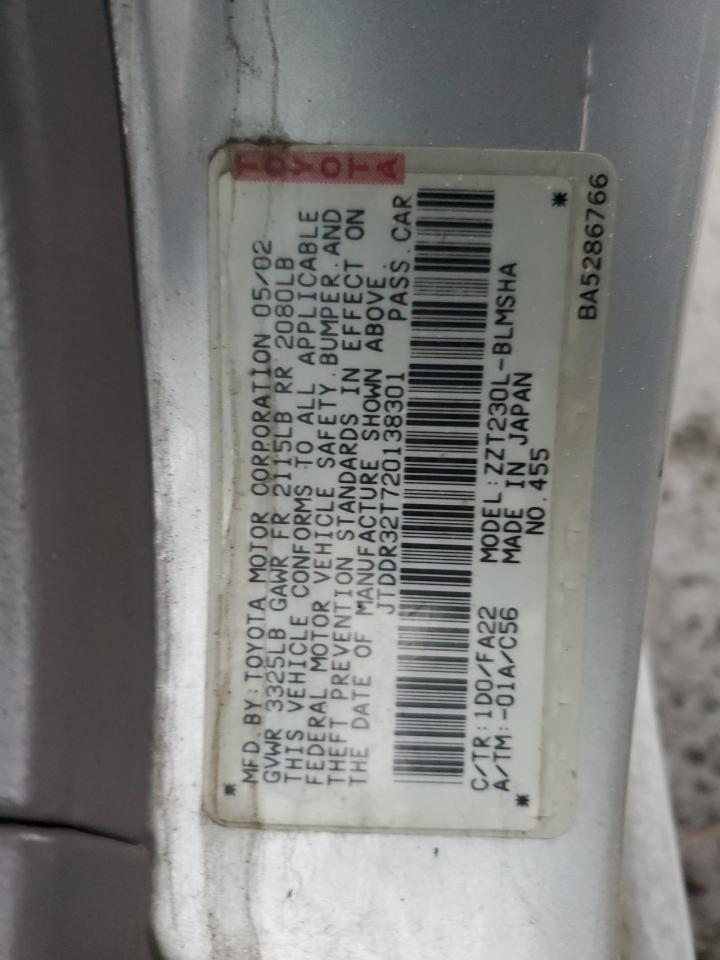 TOYOTA
MFD.BY:TOYOTA MOTOR CORPORATION 05/02
GVWR 3325LB GAWR FR 2115LB RR 2080LB
THIS VEHICLE CONFORMS TO ALL APPLICABLE
FEDERAL MOTOR VEHICLE SAFETY,BUMPER,AND
THEFT PREVENTION STANDARDS IN EFFECT ON
THE DATE OF MANUFACTURE SHOWN ABOVE.
JTDDR32T720138301 PASS.CAR
C/TR:1D0/FA22 MODEL:ZZT230L-BLMSHA
A/TM:-01A/C56 MADE IN JAPAN
NO.455
BA5286766